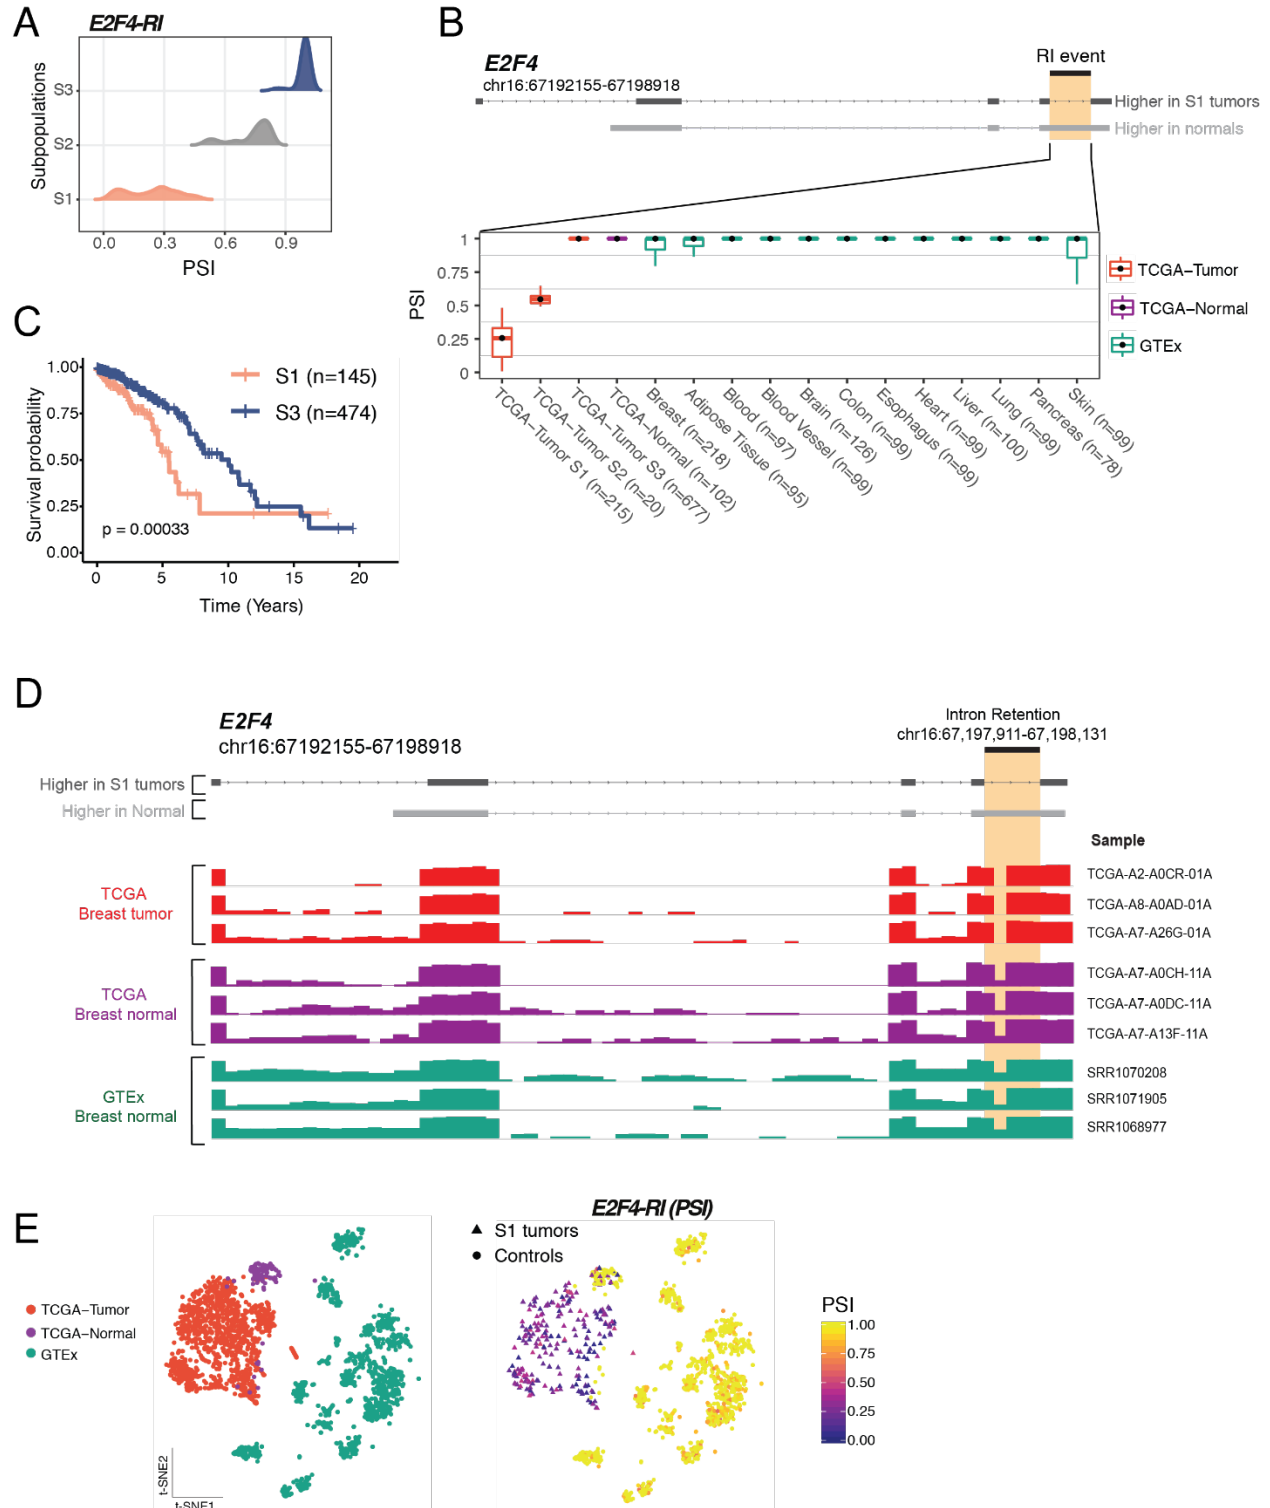 A
E2F4-RI
Subpopulations
S3
S2
S1
0.0
0.3
0.6
0.9
PSI
B
E2F4
chr16:67192155-67198918
RI event
Higher in S1 tumors
Higher in normals
PSI
1
0.75
0.5
0.25
0
TCGA-Tumor S1 (n=215)
TCGA-Tumor S2 (n=20)
TCGA-Tumor S3 (n=677)
TCGA-Normal (n=102)
Breast (n=218)
Adipose Tissue (n=95)
Blood (n=97)
Blood Vessel (n=99)
Brain (n=126)
Colon (n=99)
Esophagus (n=99)
Heart (n=99)
Liver (n=100)
Lung (n=99)
Pancreas (n=78)
Skin (n=99)
TCGA-Tumor
TCGA-Normal
GTEx
C
Survival probability
1.00
0.75
0.50
0.25
0.00
S1 (n=145)
S3 (n=474)
p = 0.00033
0
5
10
15
20
Time (Years)
D
E2F4
chr16:67192155-67198918
Intron Retention
chr16:67,197,911-67,198,131
Higher in S1 tumors
Higher in Normal
Sample
TCGA
Breast tumor
TCGA-A2-A0CR-01A
TCGA-A8-A0AD-01A
TCGA-A7-A26G-01A
TCGA
Breast normal
TCGA-A7-A0CH-11A
TCGA-A7-A0DC-11A
TCGA-A7-A13F-11A
GTEx
Breast normal
SRR1070208
SRR1071905
SRR1068977
E
TCGA-Tumor
TCGA-Normal
GTEx
t-SNE2
t-SNE1
E2F4-RI (PSI)
S1 tumors
Controls
PSI
1.00
0.75
0.50
0.25
0.00